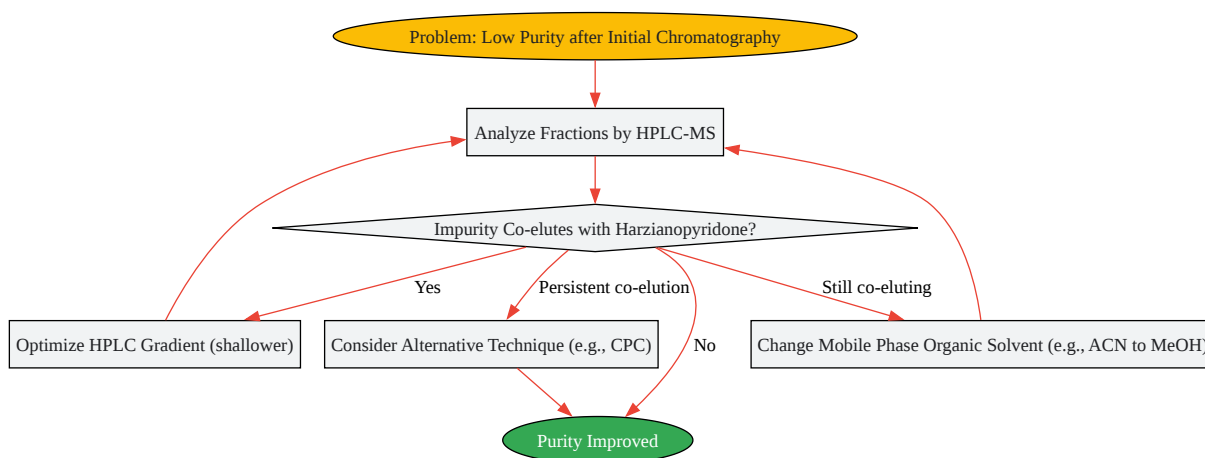 Problem: Low Purity after Initial Chromatography
Analyze Fractions by HPLC-MS
Impurity Co-elutes with Harzianopyridone?
Yes
Persistent co-elution
Still co-eluting
No
Optimize HPLC Gradient (shallower)
Consider Alternative Technique (e.g., CPC)
Change Mobile Phase Organic Solvent (e.g., ACN to MeOH)
Purity Improved